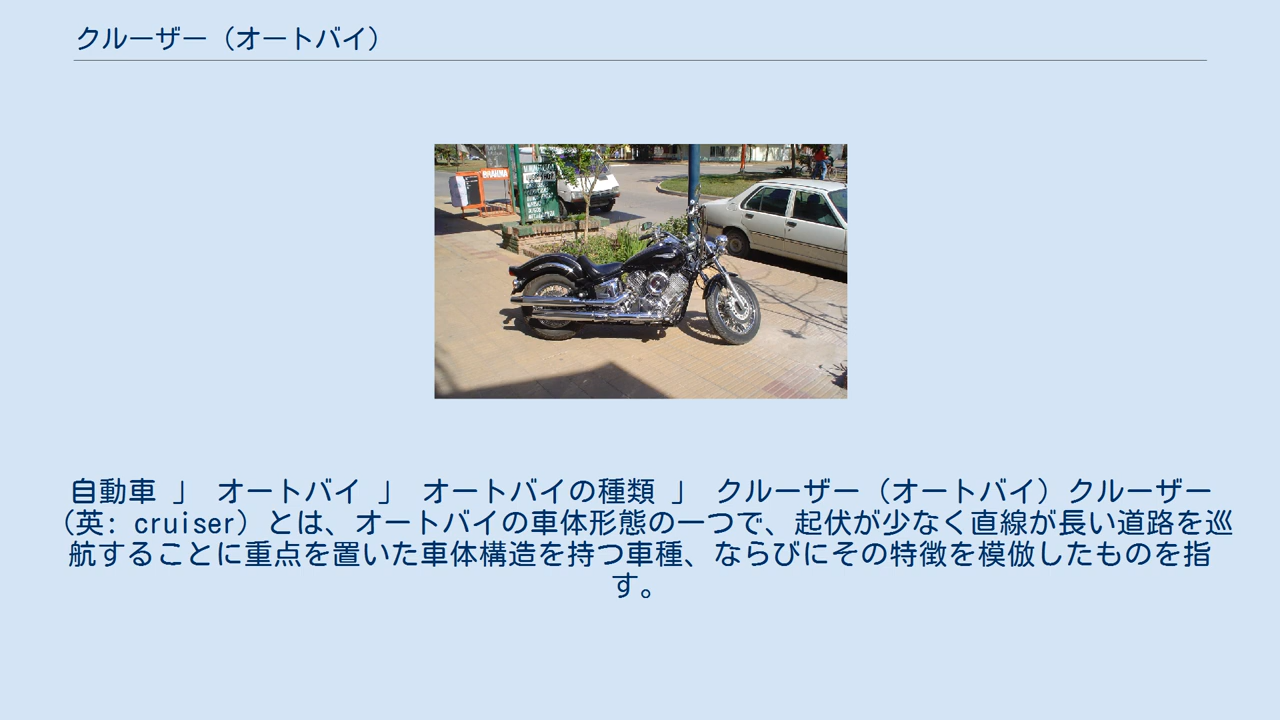 クルーザー（オートバイ）
BRAHMA
自動車 」 オートバイ 」 オートバイの種類 」 クルーザー（オートバイ）クルーザー
（英: cruiser）とは、オートバイの車体形態の一つで、起伏が少なく直線が長い道路を巡
航することに重点を置いた車体構造を持つ車種、ならびにその特徴を模倣したものを指
す。